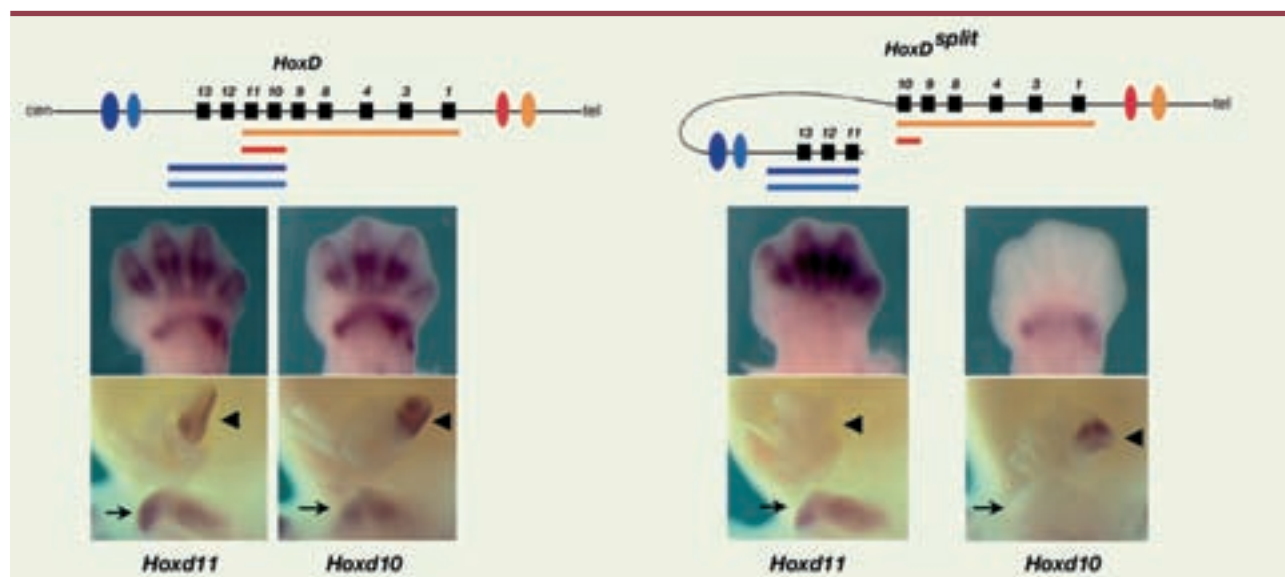 HoxD
13 12 11 10 9 8 4 3 1
cen
tel
HoxD split
10 9 8 4 3 1
tel
13 12 11
Hoxd11 Hoxd10
Hoxd11 Hoxd10